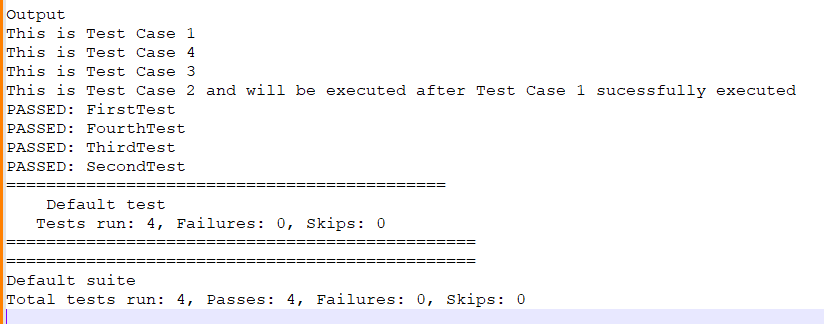 Output
This is Test Case 1
This is Test Case 4
This is Test Case 3
This is Test Case 2 and will be executed after Test Case 1 sucessfully executed
PASSED: FirstTest
PASSED: FourthTest
PASSED: ThirdTest
PASSED: SecondTest
============================================
    Default test
   Tests run: 4, Failures: 0, Skips: 0
===============================================
===============================================
Default suite
Total tests run: 4, Passes: 4, Failures: 0, Skips: 0